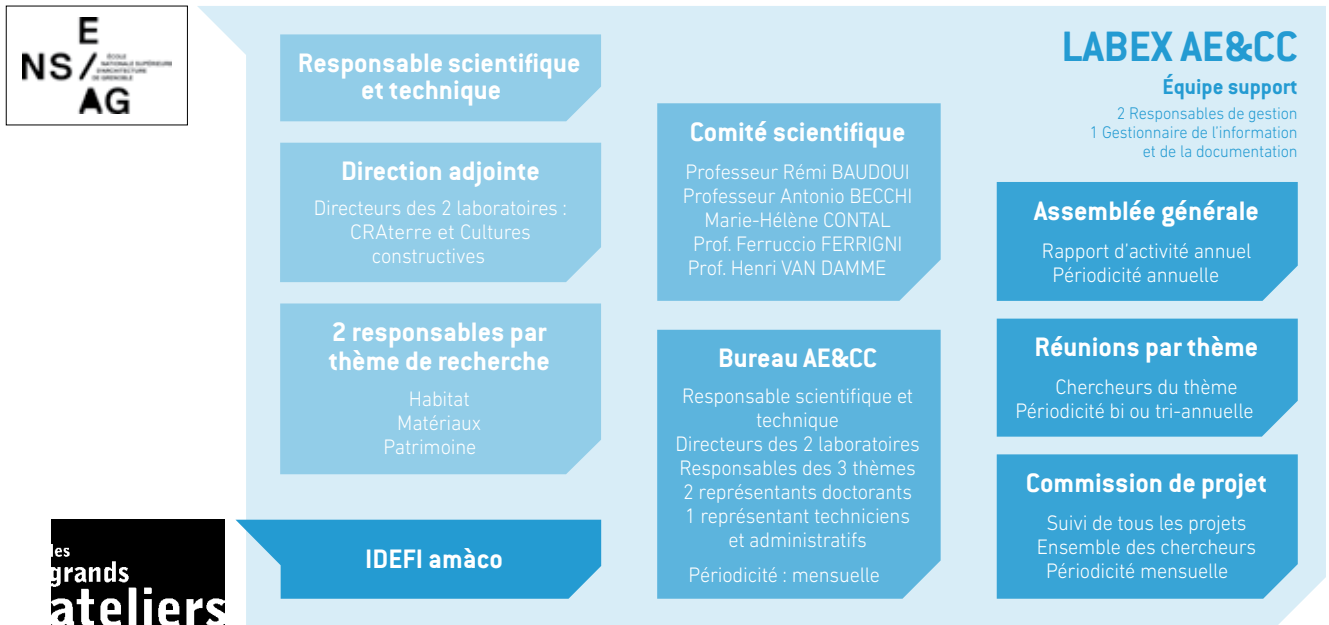 E
NS/
AG
ÉCOLE
NATIONALE SUPÉRIEURE
D'ARCHITECTURE
DE GRENOBLE
Responsable scientifique
et technique
Direction adjointe
Directeurs des 2 laboratoires :
CRAterre et Cultures
constructives
2 responsables par
thème de recherche
Habitat
Matériaux
Patrimoine
les
grands
ateliers
IDEFI amàco
Comité scientifique
Professeur Rémi BAUDOUI
Professeur Antonio BECCHI
Marie-Hélène CONTAL
Prof. Ferruccio FERRIGNI
Prof. Henri VAN DAMME
Bureau AE&CC
Responsable scientifique et
technique
Directeurs des 2 laboratoires
Responsables des 3 thèmes
2 représentants doctorants
1 représentant techniciens
et administratifs
Périodicité : mensuelle
LABEX AE&CC
Équipe support
2 Responsables de gestion
1 Gestionnaire de l'information
et de la documentation
Assemblée générale
Rapport d'activité annuel
Périodicité annuelle
Réunions par thème
Chercheurs du thème
Périodicité bi ou tri-annuelle
Commission de projet
Suivi de tous les projets
Ensemble des chercheurs
Périodicité mensuelle